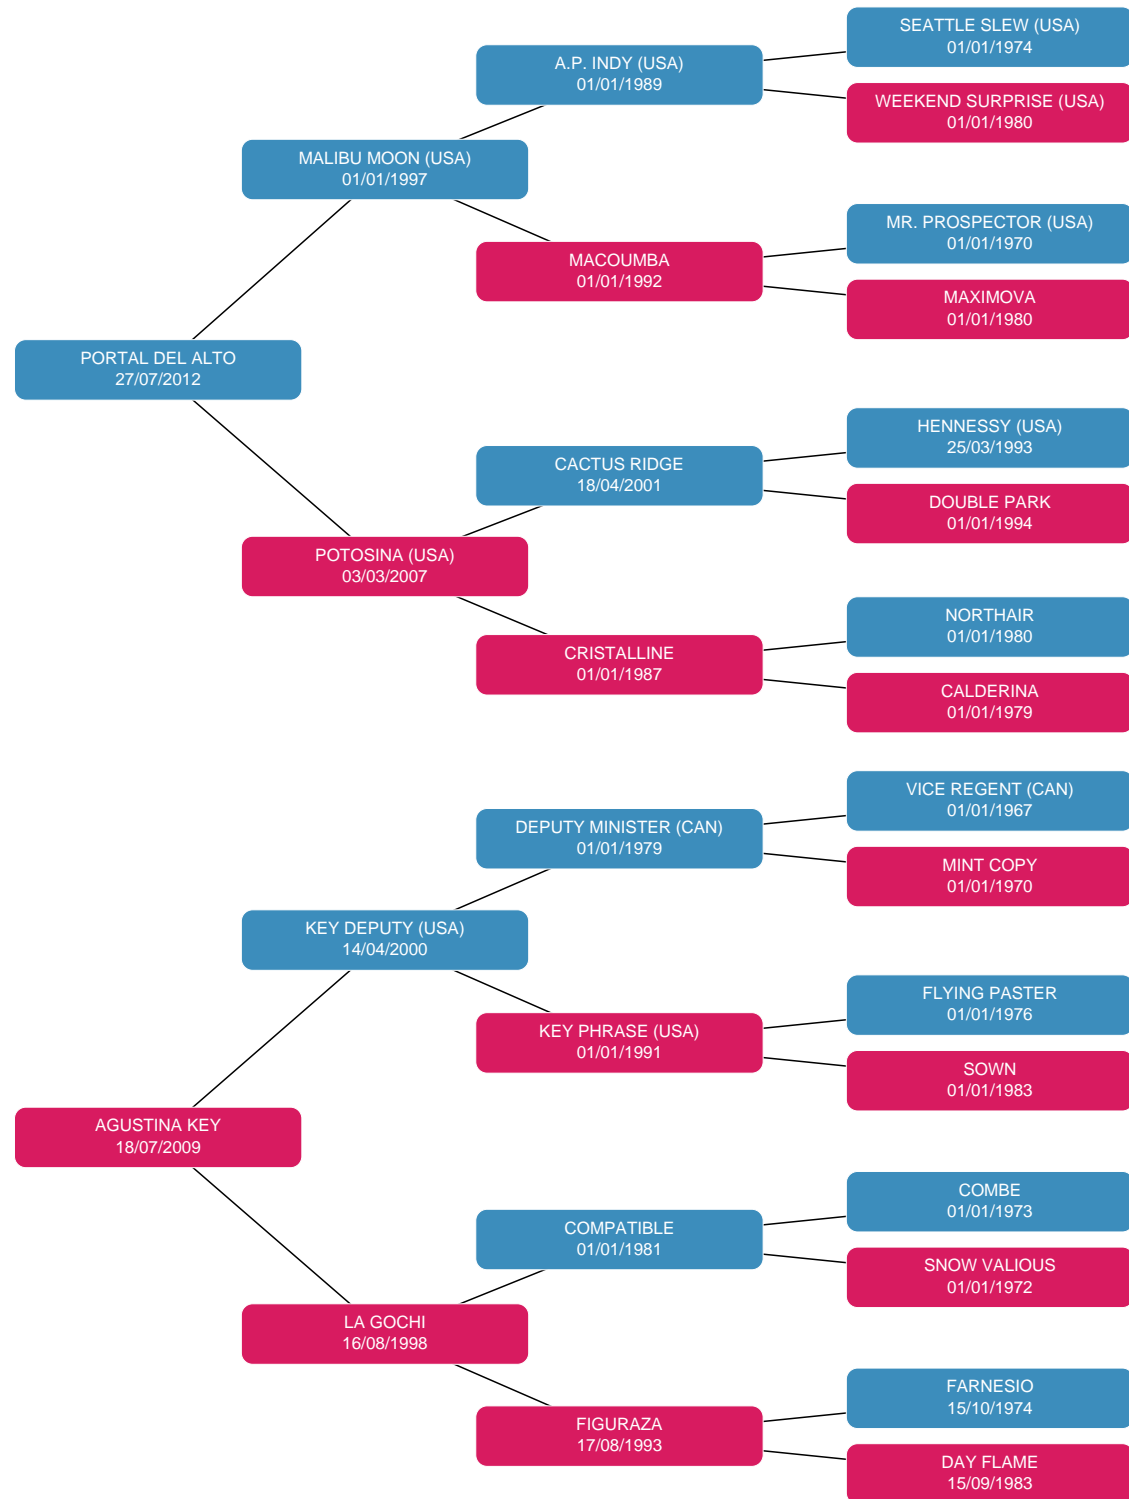 SEATTLE SLEW (USA)
01/01/1974
A.P. INDY (USA)
01/01/1989
WEEKEND SURPRISE (USA)
01/01/1980
MALIBU MOON (USA)
01/01/1997
MR. PROSPECTOR (USA)
01/01/1970
MACOUMBA
01/01/1992
MAXIMOVA
01/01/1980
PORTAL DEL ALTO
27/07/2012
HENNESSY (USA)
25/03/1993
CACTUS RIDGE
18/04/2001
DOUBLE PARK
01/01/1994
POTOSINA (USA)
03/03/2007
NORTHAIR
01/01/1980
CRISTALLINE
01/01/1987
CALDERINA
01/01/1979
VICE REGENT (CAN)
01/01/1967
DEPUTY MINISTER (CAN)
01/01/1979
MINT COPY
01/01/1970
KEY DEPUTY (USA)
14/04/2000
FLYING PASTER
01/01/1976
KEY PHRASE (USA)
01/01/1991
SOWN
01/01/1983
AGUSTINA KEY
18/07/2009
COMBE
01/01/1973
COMPATIBLE
01/01/1981
SNOW VALIOUS
01/01/1972
LA GOCHI
16/08/1998
FARNESIO
15/10/1974
FIGURAZA
17/08/1993
DAY FLAME
15/09/1983